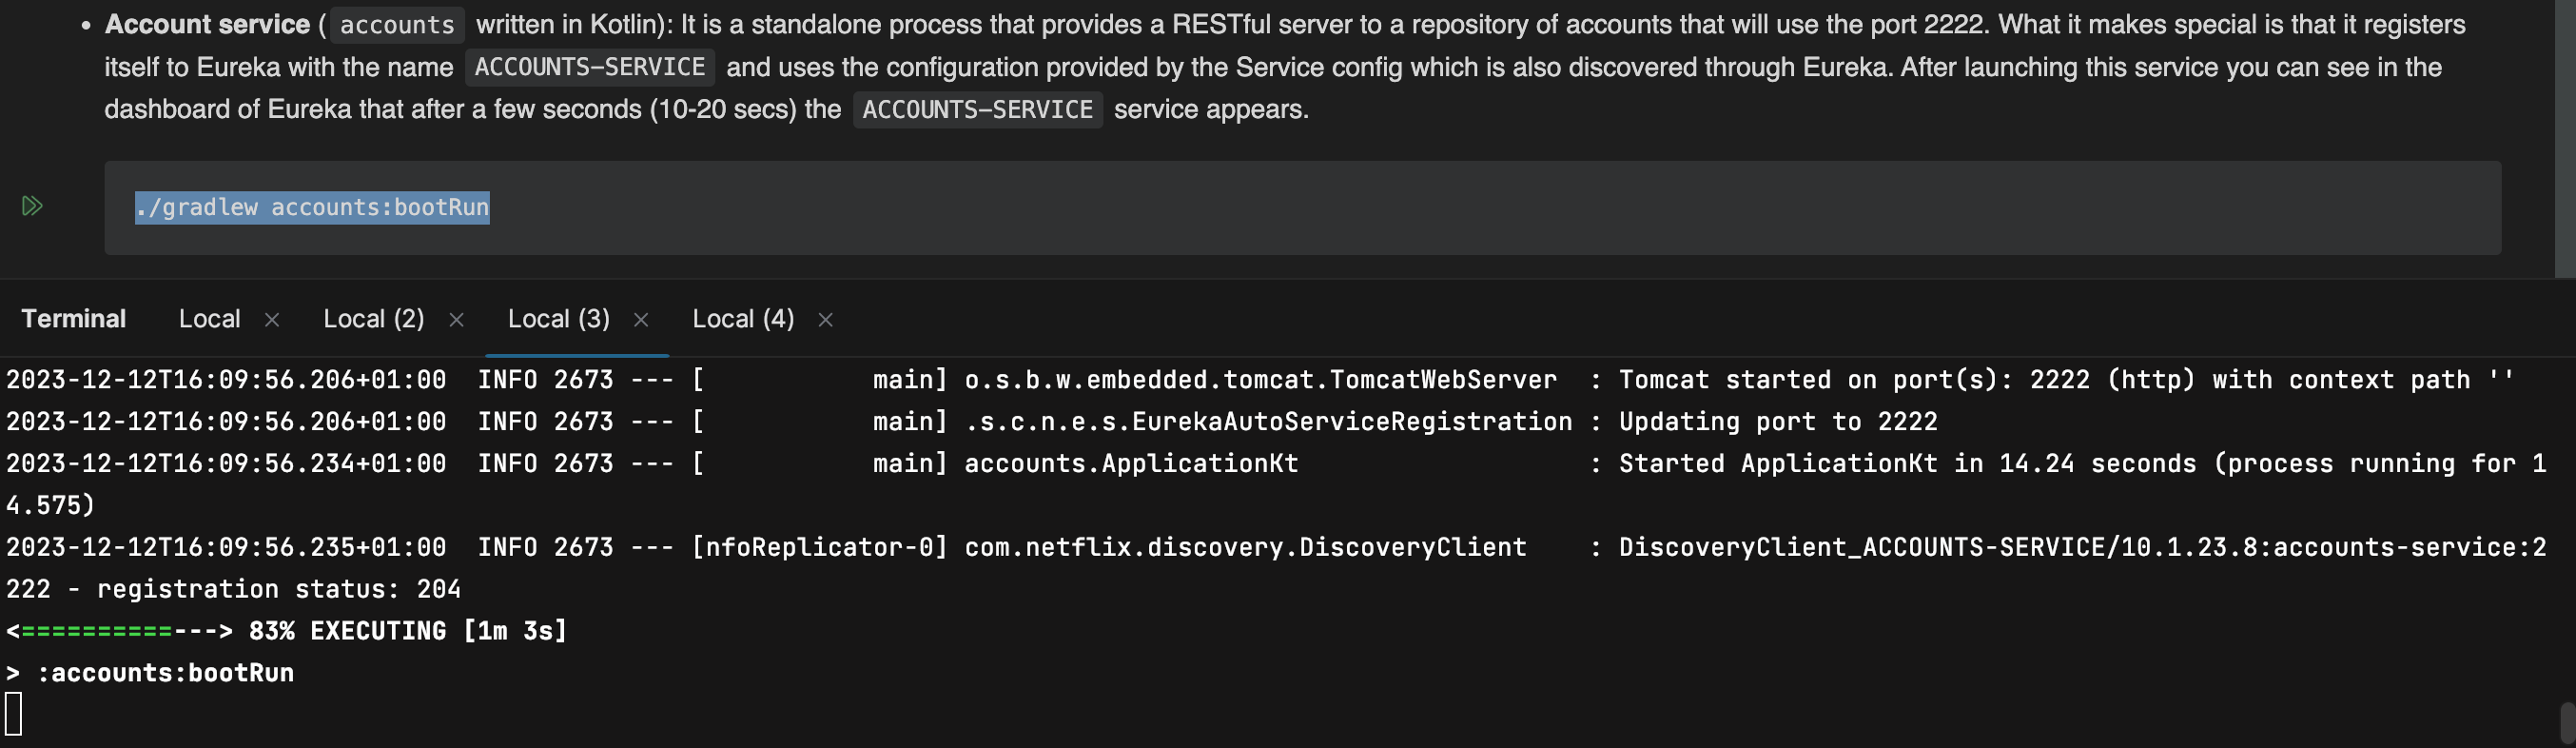 • Account service ( accounts written in Kotlin): It is a standalone process that provides a RESTful server to a repository of accounts that will use the port 2222. What it makes special is that it registers
itself to Eureka with the name ACCOUNTS-SERVICE and uses the configuration provided by the Service config which is also discovered through Eureka. After launching this service you can see in the
dashboard of Eureka that after a few seconds (10-20 secs) the ACCOUNTS-SERVICE service appears.
./gradlew accounts:bootRun
Terminal Local × Local (2) × Local (3) × Local (4) ×
2023-12-12T16:09:56.206+01:00  INFO 2673 --- [           main] o.s.b.w.embedded.tomcat.TomcatWebServer  : Tomcat started on port(s): 2222 (http) with context path ''
2023-12-12T16:09:56.206+01:00  INFO 2673 --- [           main] .s.c.n.e.s.EurekaAutoServiceRegistration : Updating port to 2222
2023-12-12T16:09:56.234+01:00  INFO 2673 --- [           main] accounts.ApplicationKt                   : Started ApplicationKt in 14.24 seconds (process running for 1
4.575)
2023-12-12T16:09:56.235+01:00  INFO 2673 --- [nfoReplicator-0] com.netflix.discovery.DiscoveryClient    : DiscoveryClient_ACCOUNTS-SERVICE/10.1.23.8:accounts-service:2
222 - registration status: 204
<==========---> 83% EXECUTING [1m 3s]
> :accounts:bootRun